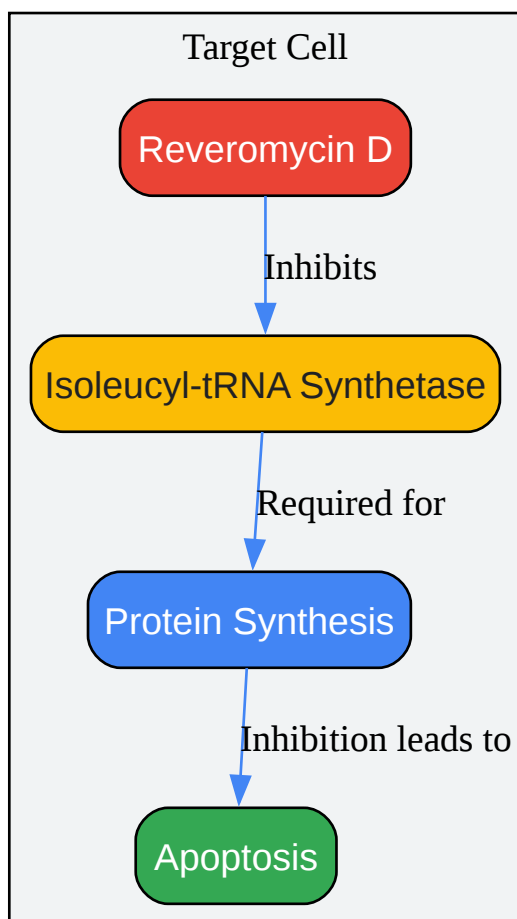 Target Cell
Reveromycin D
Inhibits
Isoleucyl-tRNA Synthetase
Required for
Protein Synthesis
Inhibition leads to
Apoptosis